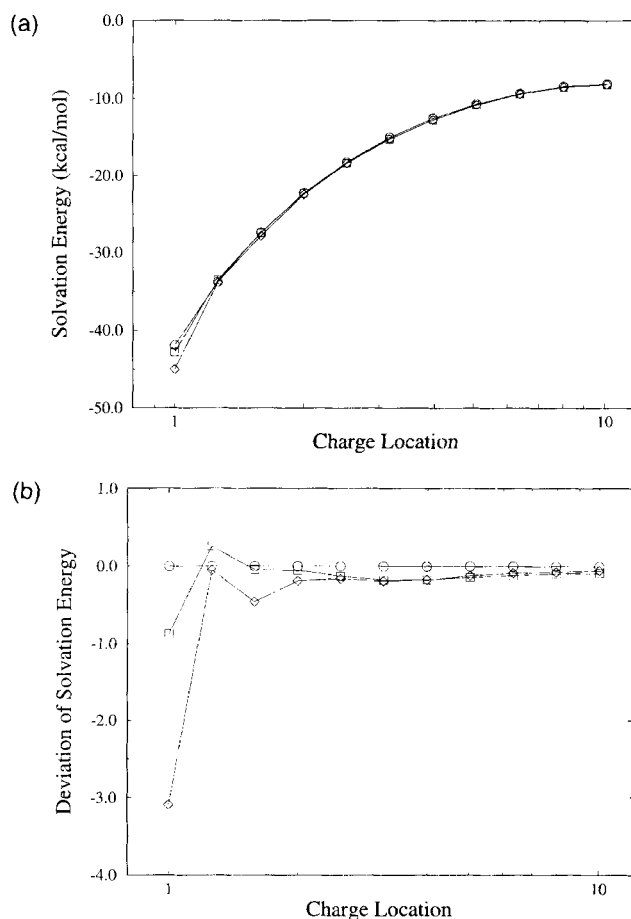 (a)
0.0
-10.0
-20.0
-30.0
-40.0
-50.0
Solvation Energy (kcal/mol)
1
10
Charge Location
(b)
1.0
0.0
-1.0
-2.0
-3.0
-4.0
Deviation of Solvation Energy
1
10
Charge Location